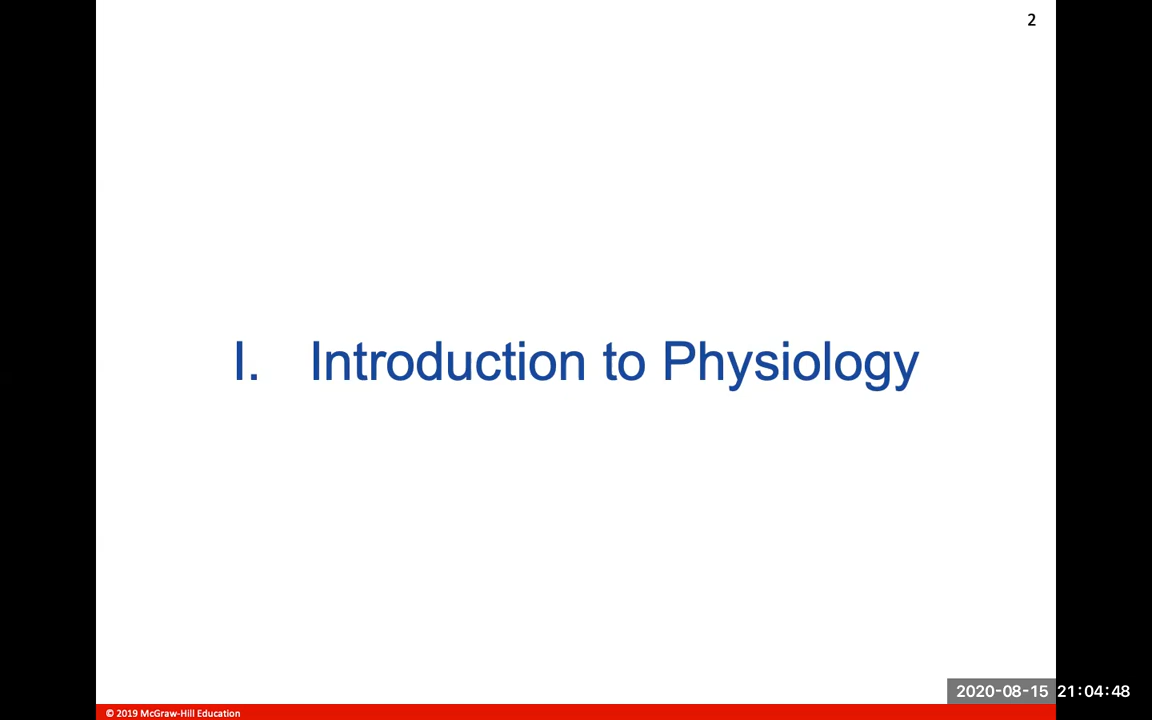 2
I. Introduction to Physiology
2020-08-15 21:04:48
© 2019 McGraw-Hill Education